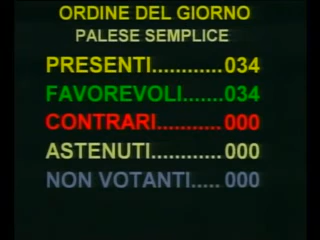 ORDINE DEL GIORNO
PALESE SEMPLICE
PRESENTI............034
FAVOREVOLI......034
CONTRARI...........000
ASTENUTI............000
NON VOTANTI.....000